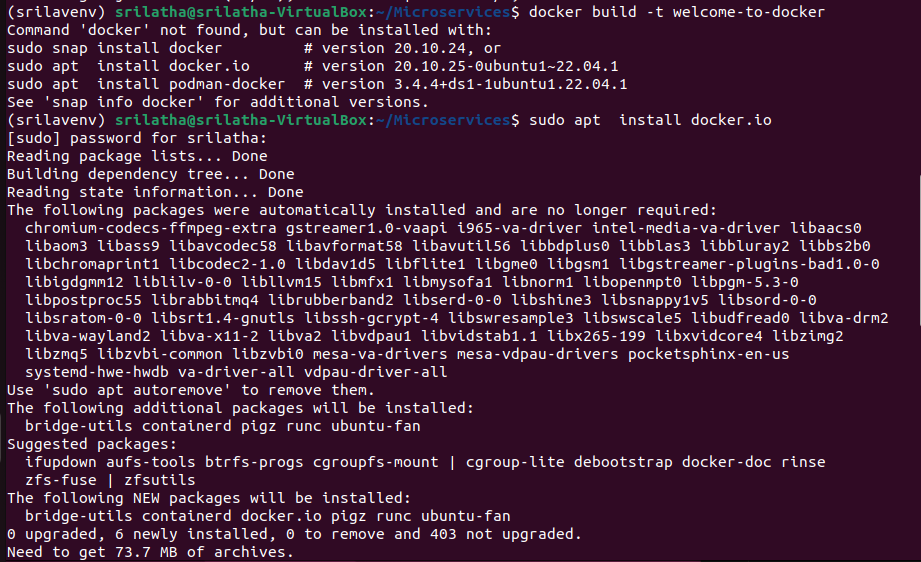 (srilavenv) srilatha@srilatha-VirtualBox:~/Microservices$ docker build -t welcome-to-docker
Command 'docker' not found, but can be installed with:
sudo snap install docker         # version 20.10.24, or
sudo apt  install docker.io      # version 20.10.25-0ubuntu1~22.04.1
sudo apt  install podman-docker  # version 3.4.4+ds1-1ubuntu1.22.04.1
See 'snap info docker' for additional versions.
(srilavenv) srilatha@srilatha-VirtualBox:~/Microservices$ sudo apt  install docker.io
[sudo] password for srilatha:
Reading package lists... Done
Building dependency tree... Done
Reading state information... Done
The following packages were automatically installed and are no longer required:
  chromium-codecs-ffmpeg-extra gstreamer1.0-vaapi i965-va-driver intel-media-va-driver libaacs0
  libaom3 libass9 libavcodec58 libavformat58 libavutil56 libbdplus0 libblas3 libbluray2 libbs2b0
  libchromaprint1 libcodec2-1.0 libdav1d5 libflite1 libgme0 libgsm1 libgstreamer-plugins-bad1.0-0
  libigdgmm12 liblilv-0-0 libllvm15 libmfx1 libmysofa1 libnorm1 libopenmpt0 libpgm-5.3-0
  libpostproc55 librabbitmq4 librubberband2 libserd-0-0 libshine3 libsnappy1v5 libsord-0-0
  libsratom-0-0 libsrt1.4-gnutls libssh-gcrypt-4 libswresample3 libswscale5 libudfread0 libva-drm2
  libva-wayland2 libva-x11-2 libva2 libvdpau1 libvidstab1.1 libx265-199 libxvidcore4 libzimg2
  libzmq5 libzvbi-common libzvbi0 mesa-va-drivers mesa-vdpau-drivers pocketsphinx-en-us
  systemd-hwe-hwdb va-driver-all vdpau-driver-all
Use 'sudo apt autoremove' to remove them.
The following additional packages will be installed:
  bridge-utils containerd pigz runc ubuntu-fan
Suggested packages:
  ifupdown aufs-tools btrfs-progs cgroupfs-mount | cgroup-lite debootstrap docker-doc rinse
  zfs-fuse | zfsutils
The following NEW packages will be installed:
  bridge-utils containerd docker.io pigz runc ubuntu-fan
0 upgraded, 6 newly installed, 0 to remove and 403 not upgraded.
Need to get 73.7 MB of archives.